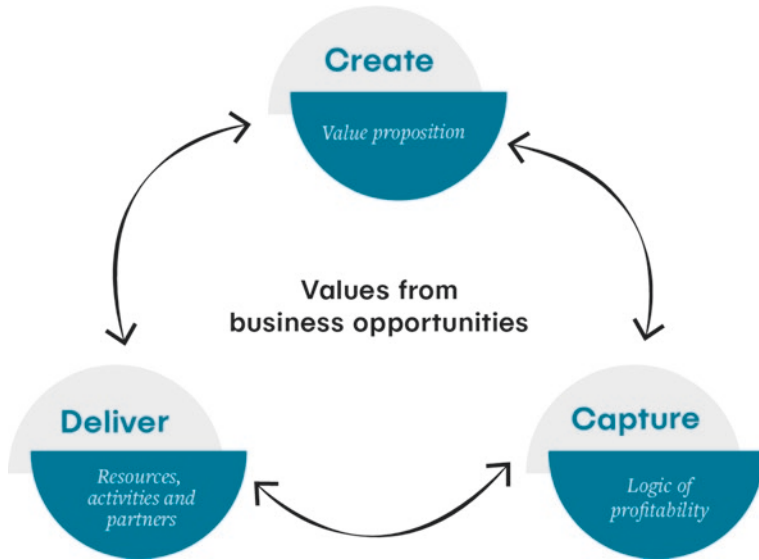 Create
Value proposition
Values from
business opportunities
Deliver
Resources,
activities and
partners
Capture
Logic of
profitability